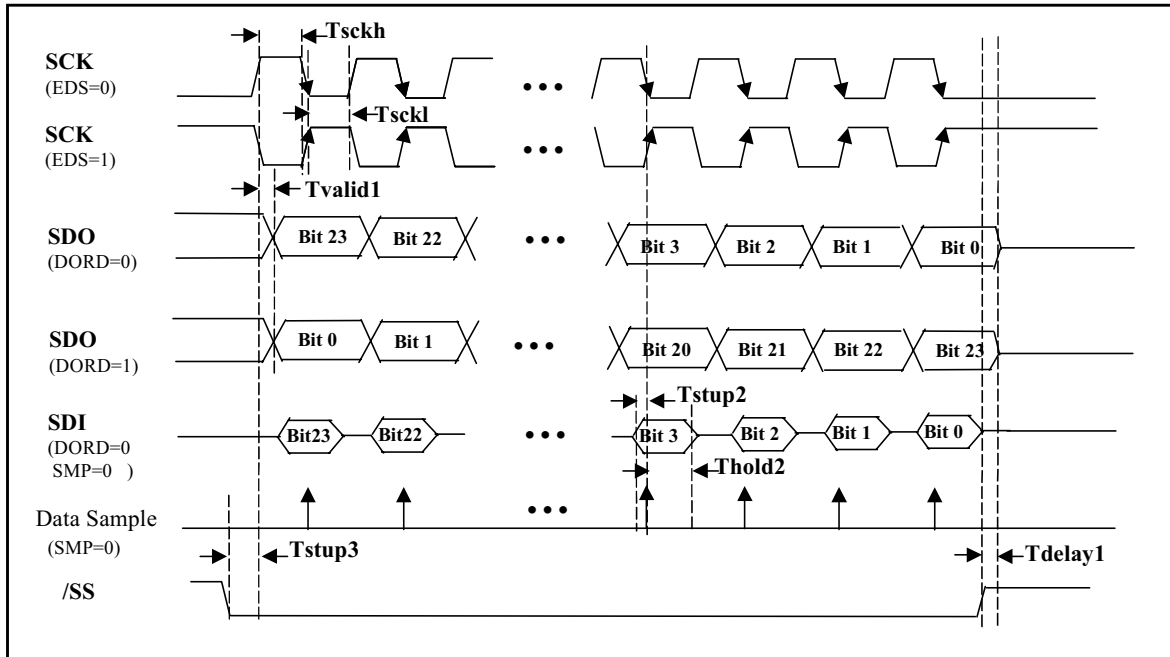 Tsckh
SCK
(EDS=0)
Tsckl
SCK
(EDS=1)
Tvalid1
SDO
(DORD=0)
Bit 23 Bit 22 Bit 3 Bit 2 Bit 1 Bit 0
SDO
(DORD=1)
Bit 0 Bit 1 Bit 20 Bit 21 Bit 22 Bit 23
Tstup2
SDI
(DORD=0
SMP=0 )
Bit23 Bit22 Bit 3 Bit 2 Bit 1 Bit 0
Thold2
Data Sample
(SMP=0)
Tstup3 Tdelay1
/SS